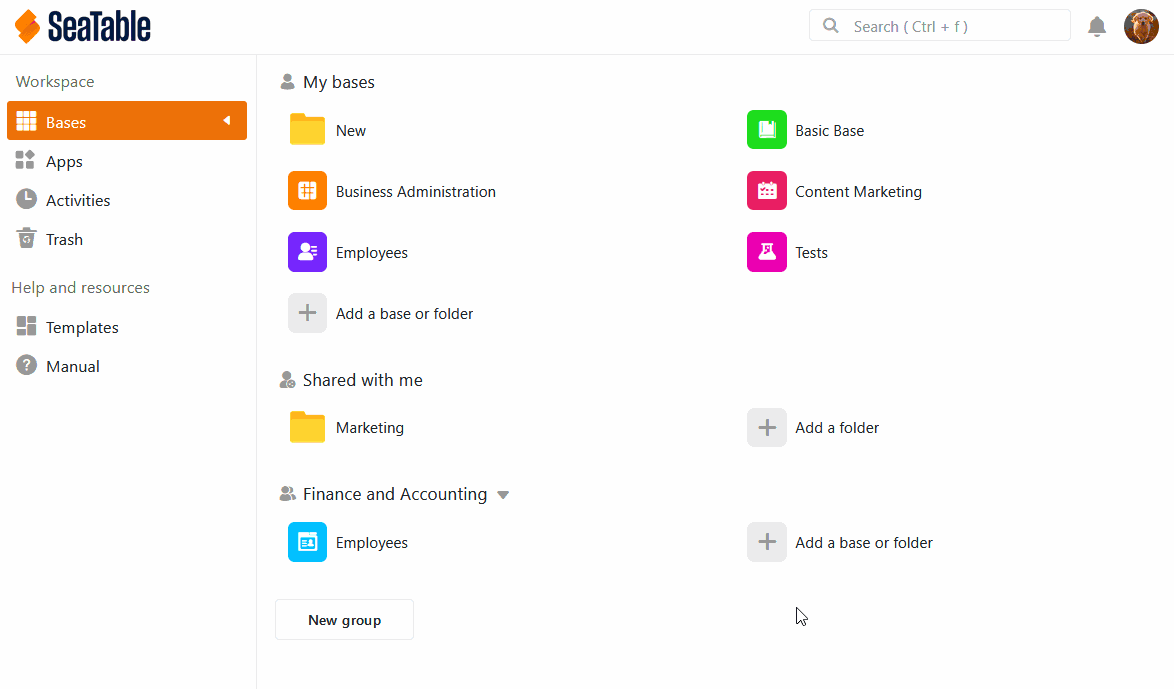 SeaTable
Search ( Ctrl + f )
Workspace
Bases
Apps
Activities
Trash
Help and resources
Templates
Manual
My bases
New
Basic Base
Business Administration
Content Marketing
Employees
Tests
Add a base or folder
Shared with me
Marketing
Add a folder
Finance and Accounting
Employees
Add a base or folder
New group